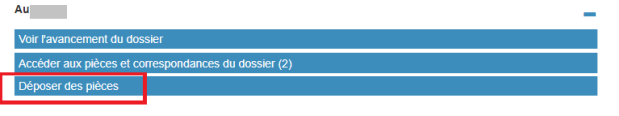 Au
Voir l'avancement du dossier
Accéder aux pièces et correspondances du dossier (2)
Déposer des pièces